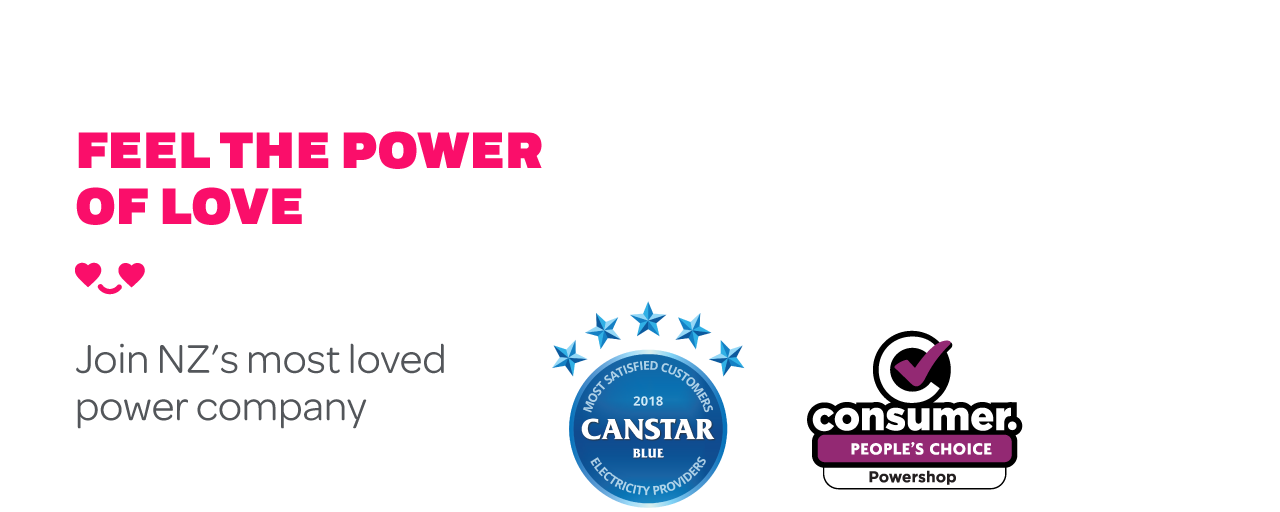 FEEL THE POWER
OF LOVE
Join NZ's most loved
power company
MOST SATISFIED CUSTOMERS
2018
CANSTAR
BLUE
ELECTRICITY PROVIDERS
consumer.
PEOPLE'S CHOICE
Powershop